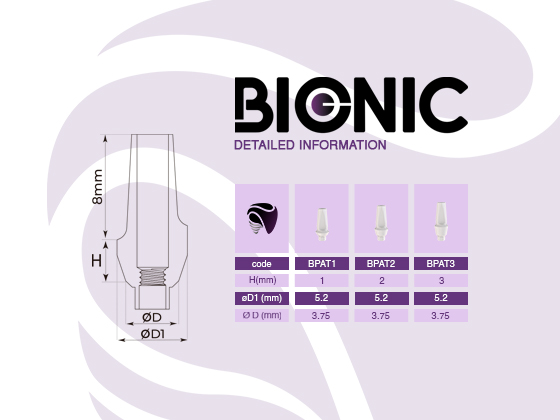 BIONIC
DETAILED INFORMATION
8mm
H
ØD
ØD1
code BPAT1 BPAT2 BPAT3
H(mm) 1 2 3
øD1 (mm) 5.2 5.2 5.2
Ø D (mm) 3.75 3.75 3.75